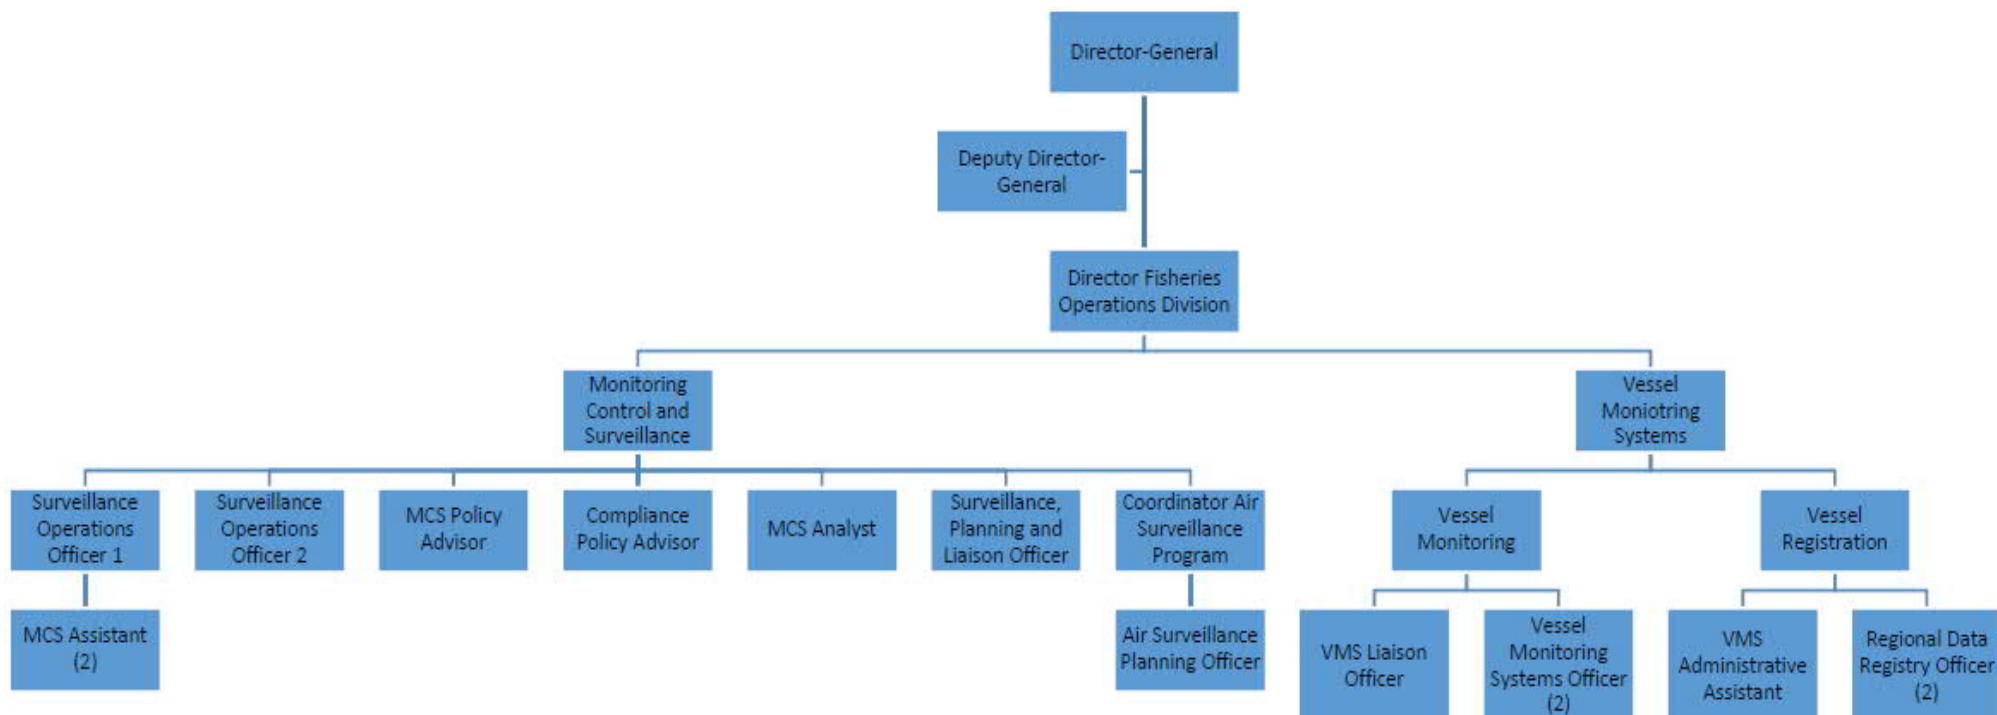 Director-General
Deputy Director-
General
Director Fisheries
Operations Division
Monitoring
Control and
Surveillance
Vessel
Moniotring
Systems
Surveillance
Operations
Officer 1
Surveillance
Operations
Officer 2
MCS Policy
Advisor
Compliance
Policy Advisor
MCS Analyst
Surveillance,
Planning and
Liaison Officer
Coordinator Air
Surveillance
Program
Vessel
Monitoring
Vessel
Registration
MCS Assistant
(2)
Air Surveillance
Planning Officer
VMS Liaison
Officer
Vessel
Monitoring
Systems Officer
(2)
VMS
Administrative
Assistant
Regional Data
Registry Officer
(2)